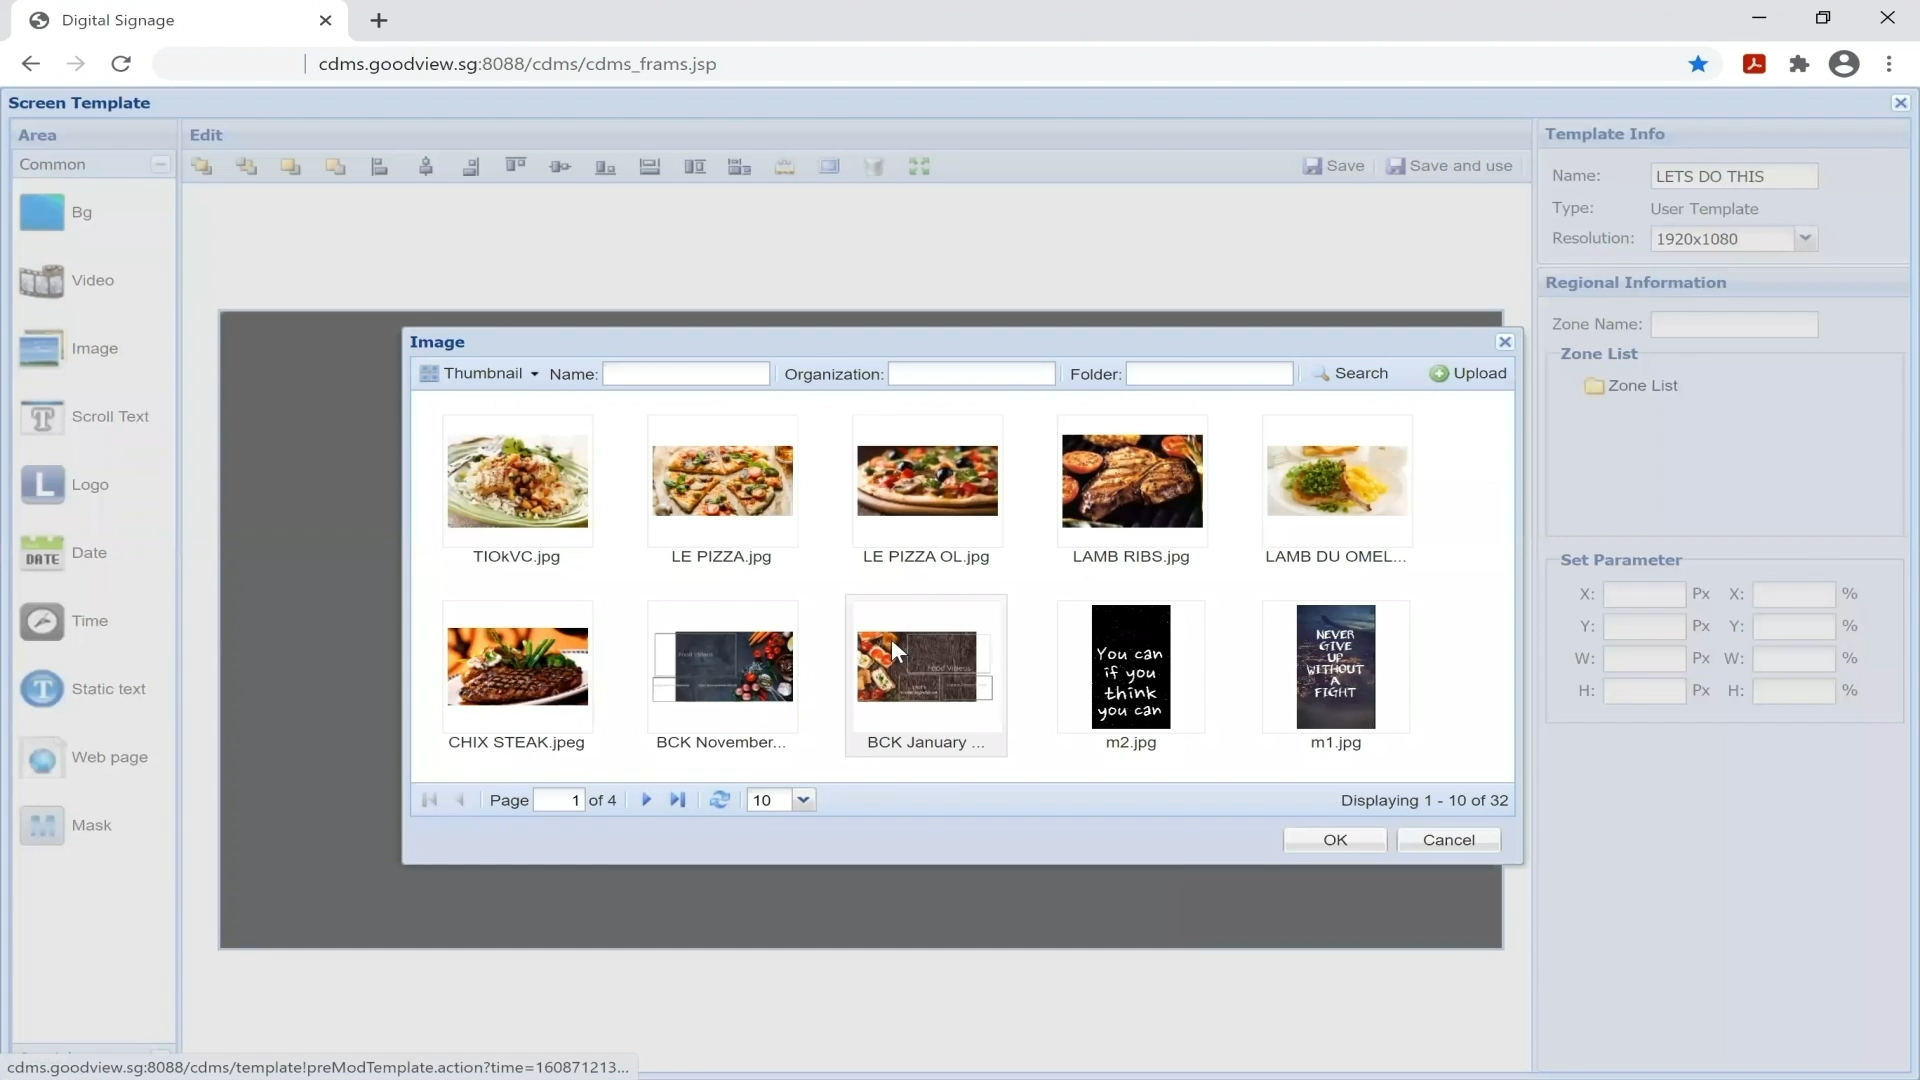 Digital Signage
cdms.goodview.sg:8088/cdms/cdms_frams.jsp
Screen Template
Area
Edit
Template Info
Common
Save
Save and use
Name: LETS DO THIS
Type: User Template
Resolution: 1920x1080
Bg
Video
Image
Scroll Text
L Logo
DATE Date
Time
T Static text
Web page
Mask
Regional Information
Zone Name:
Zone List
Zone List
Set Parameter
X: Px X: %
Y: Px Y: %
W: Px W: %
H: Px H: %
Image
Thumbnail Name: Organization: Folder: Search Upload
TIOkVC.jpg LE PIZZA.jpg LE PIZZA OL.jpg LAMB RIBS.jpg LAMB DU OMEL...
Food Videos
You can
if you
think
you can
NEVER
GIVE
UP
WITHOUT
A
FIGHT
CHIX STEAK.jpeg BCK November... BCK January ... m2.jpg m1.jpg
Page 1 of 4 10 Displaying 1 - 10 of 32
OK Cancel
cdms.goodview.sg:8088/cdms/template!preModTemplate.action?time=160871213...